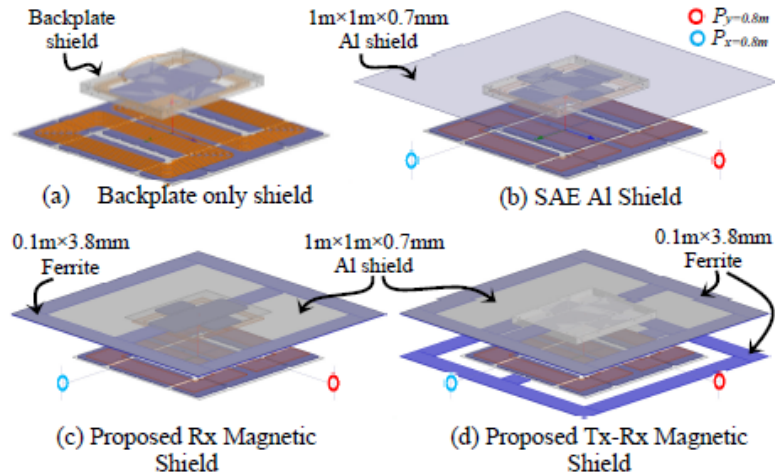 Backplate
shield
1m×1m×0.7mm
Al shield
P_y=0.8m
P_x=0.8m
(a) Backplate only shield
(b) SAE Al Shield
0.1m×3.8mm
Ferrite
1m×1m×0.7mm
Al shield
0.1m×3.8mm
Ferrite
(c) Proposed Rx Magnetic
Shield
(d) Proposed Tx-Rx Magnetic
Shield